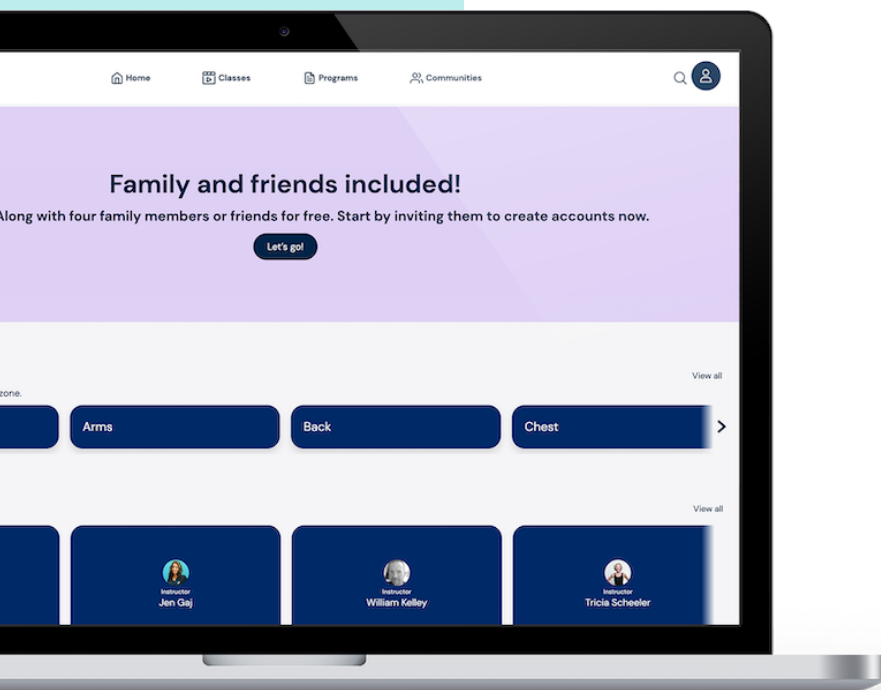 Home Classes Programs Communities
Family and friends included!
Along with four family members or friends for free. Start by inviting them to create accounts now.
Let's go!
View all
zone.
Arms Back Chest
View all
Instructor Instructor Instructor
Jen Gaj William Kelley Tricia Scheeler